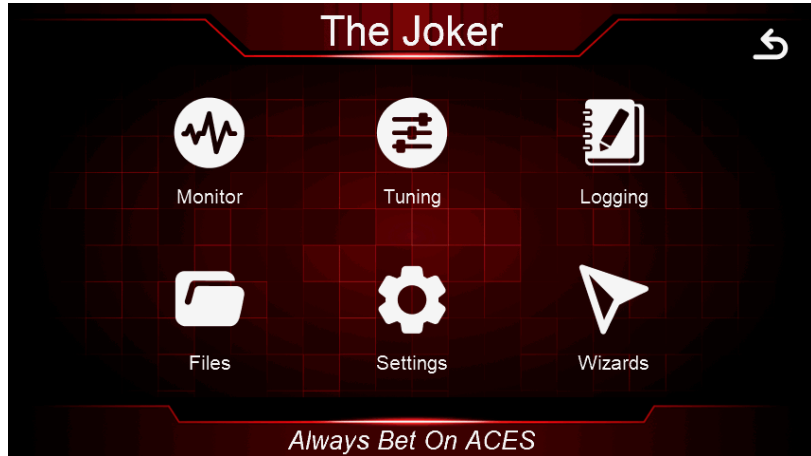 The Joker
Monitor
Tuning
Logging
Files
Settings
Wizards
Always Bet On ACES